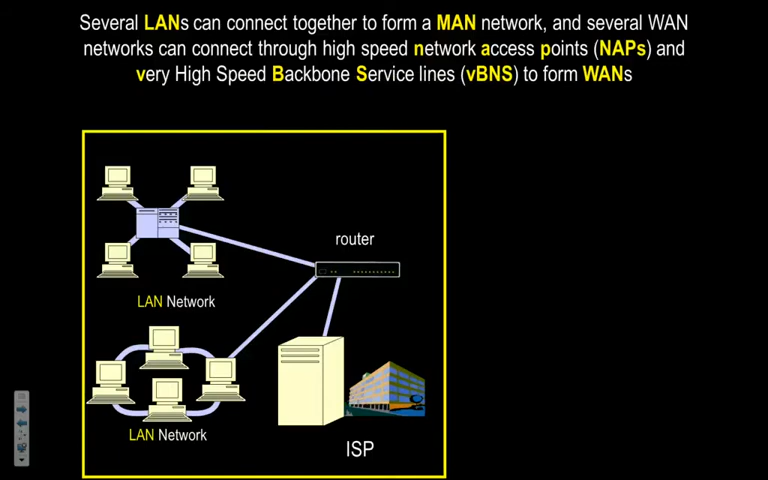 Several LANs can connect together to form a MAN network, and several WAN
networks can connect through high speed network access points (NAPs) and
very High Speed Backbone Service lines (vBNS) to form WANs
router
LAN Network
LAN Network
ISP